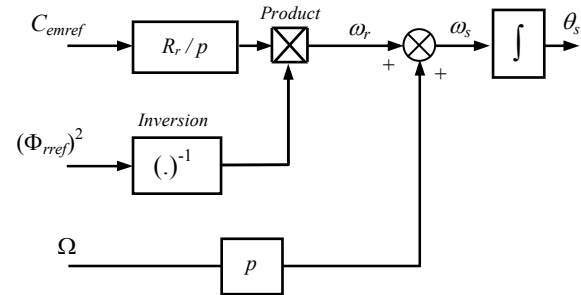 Product
C_emref
R_r / p
ω_r
ω_s
∫
θ_s
+
+
Inversion
(Φ_rref)^2
(.)^-1
Ω
p